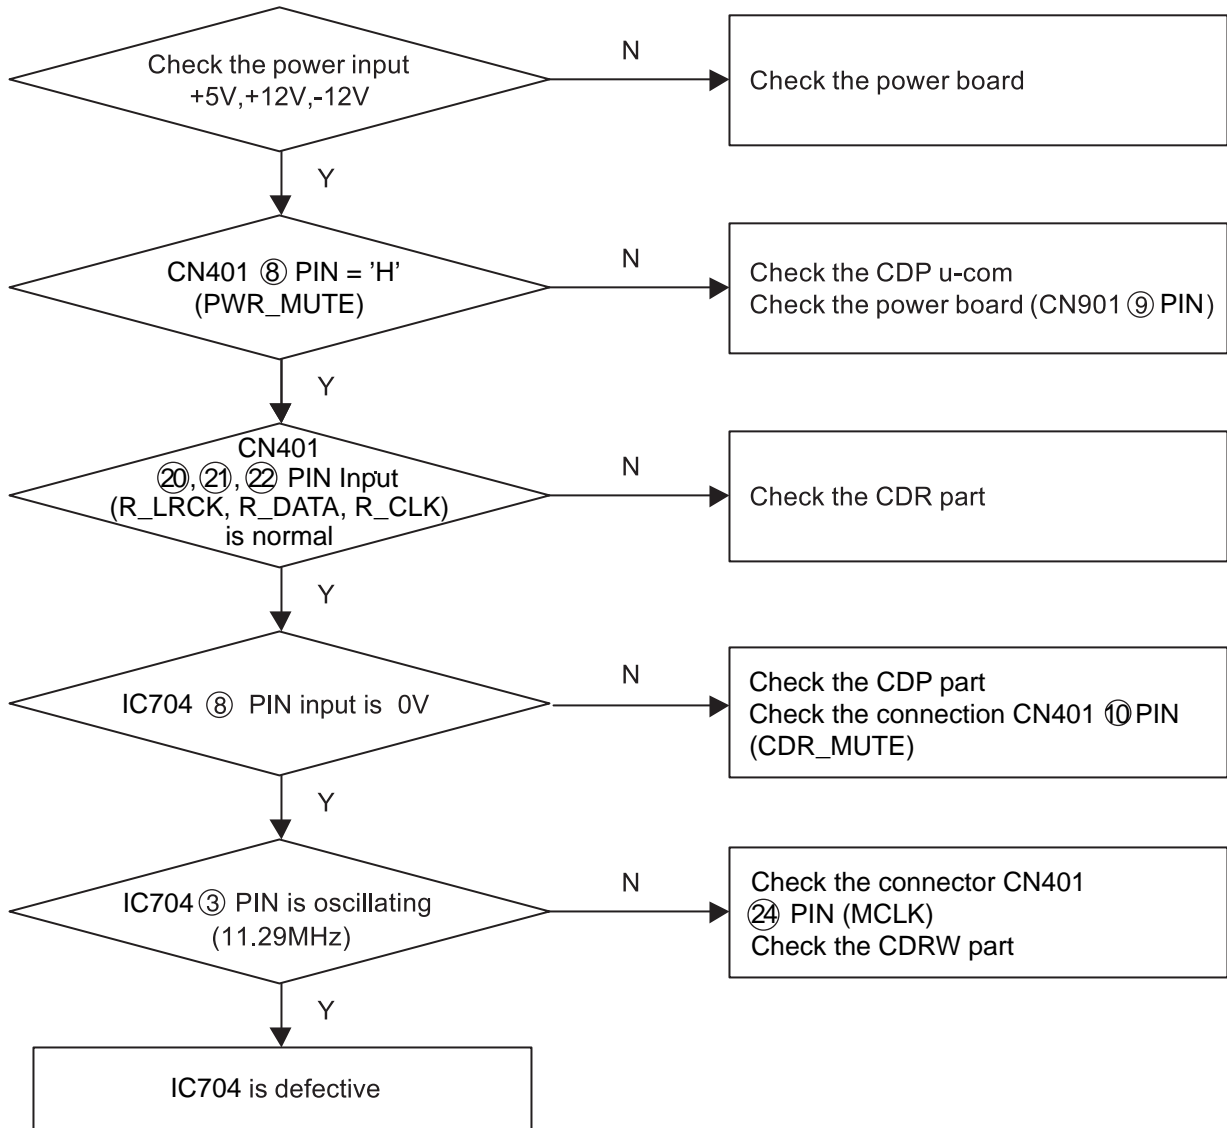 Check the power input
+5V,+12V,-12V
N
Check the power board
Y
CN401 ⑧ PIN = 'H'
(PWR_MUTE)
N
Check the CDP u-com
Check the power board (CN901 ⑨ PIN)
Y
CN401
⑳, ㉑, ㉒ PIN Input
(R_LRCK, R_DATA, R_CLK)
is normal
N
Check the CDR part
Y
IC704 ⑧ PIN input is 0V
N
Check the CDP part
Check the connection CN401 ⑩ PIN
(CDR_MUTE)
Y
IC704 ③ PIN is oscillating
(11.29MHz)
N
Check the connector CN401
㉔ PIN (MCLK)
Check the CDRW part
Y
IC704 is defective